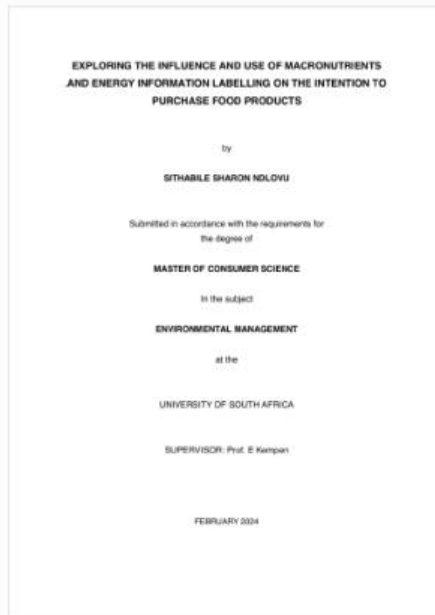 EXPLORING THE INFLUENCE AND USE OF MACRONUTRIENTS
AND ENERGY INFORMATION LABELLING ON THE INTENTION TO
PURCHASE FOOD PRODUCTS
by
SITHABILE SHARON NDLOVU
Submitted in accordance with the requirements for
the degree of
MASTER OF CONSUMER SCIENCE
In the subject
ENVIRONMENTAL MANAGEMENT
at the
UNIVERSITY OF SOUTH AFRICA
SUPERVISOR: Prof. E Kempen
FEBRUARY 2024